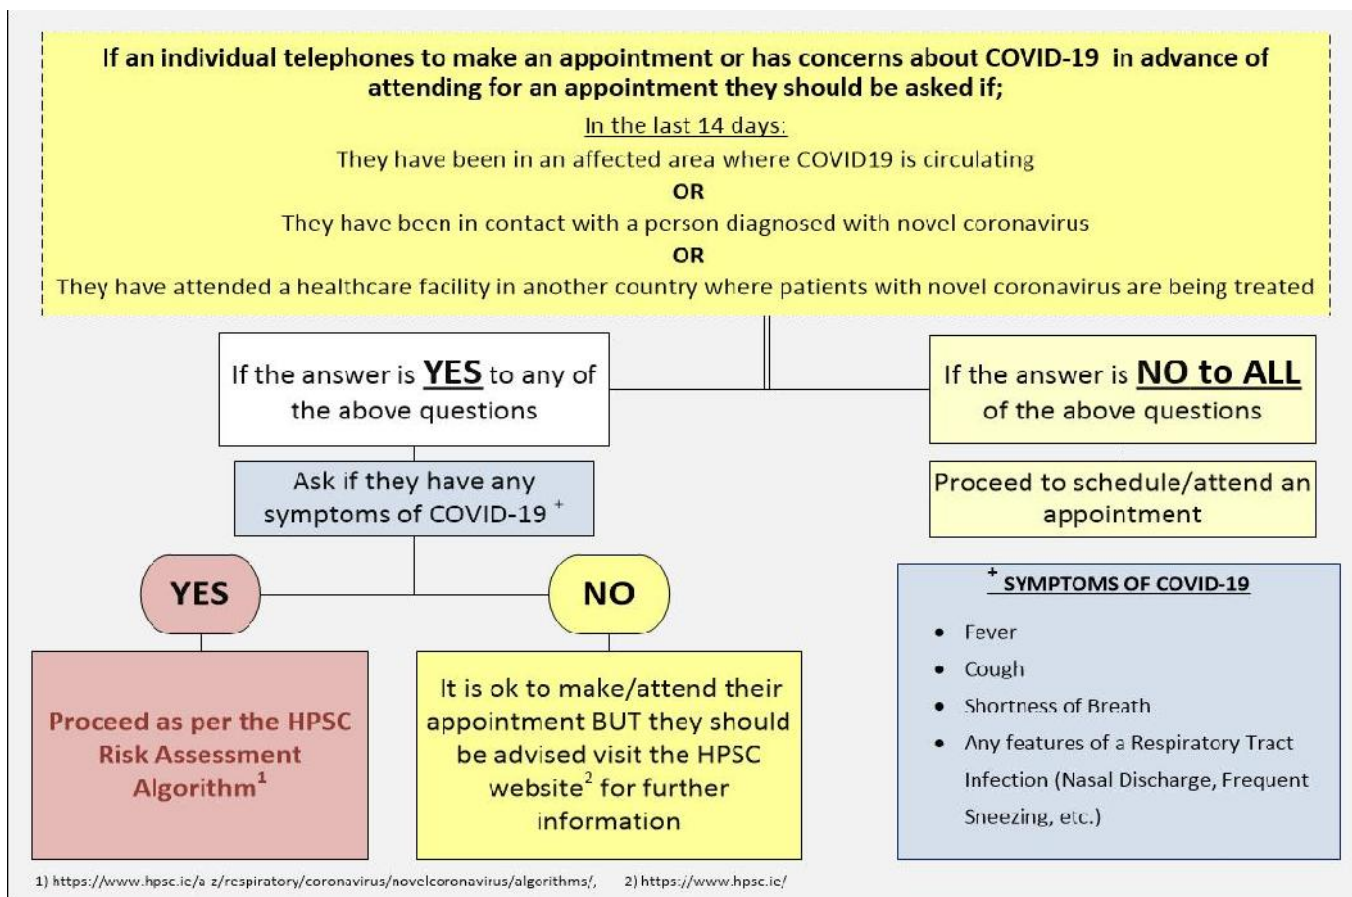 If an individual telephones to make an appointment or has concerns about COVID-19 in advance of
attending for an appointment they should be asked if;
In the last 14 days:
They have been in an affected area where COVID19 is circulating
OR
They have been in contact with a person diagnosed with novel coronavirus
OR
They have attended a healthcare facility in another country where patients with novel coronavirus are being treated
If the answer is YES to any of
the above questions
If the answer is NO to ALL
of the above questions
Ask if they have any
symptoms of COVID-19 +
Proceed to schedule/attend an
appointment
YES
NO
Proceed as per the HPSC
Risk Assessment
Algorithm1
It is ok to make/attend their
appointment BUT they should
be advised visit the HPSC
website2 for further
information
+ SYMPTOMS OF COVID-19
• Fever
• Cough
• Shortness of Breath
• Any features of a Respiratory Tract
Infection (Nasal Discharge, Frequent
Sneezing, etc.)
1) https://www.hpsc.ie/a z/respiratory/coronavirus/novelcoronavirus/algorithms/, 2) https://www.hpsc.ie/